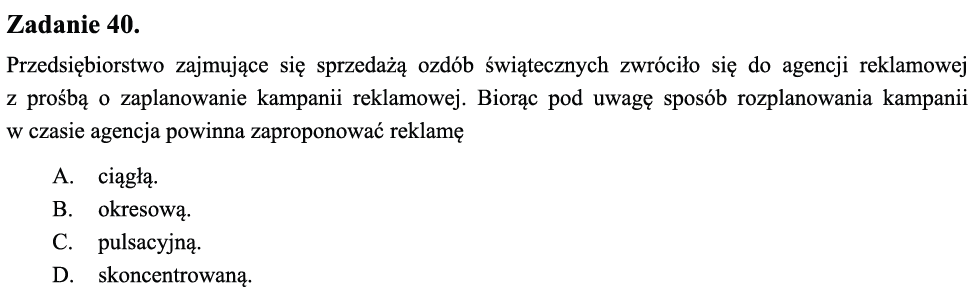 Zadanie 40.
Przedsiębiorstwo zajmujące się sprzedażą ozdób świątecznych zwróciło się do agencji reklamowej
z prośbą o zaplanowanie kampanii reklamowej. Biorąc pod uwagę sposób rozplanowania kampanii
w czasie agencja powinna zaproponować reklamę
A. ciągłą.
B. okresową.
C. pulsacyjną.
D. skoncentrowaną.